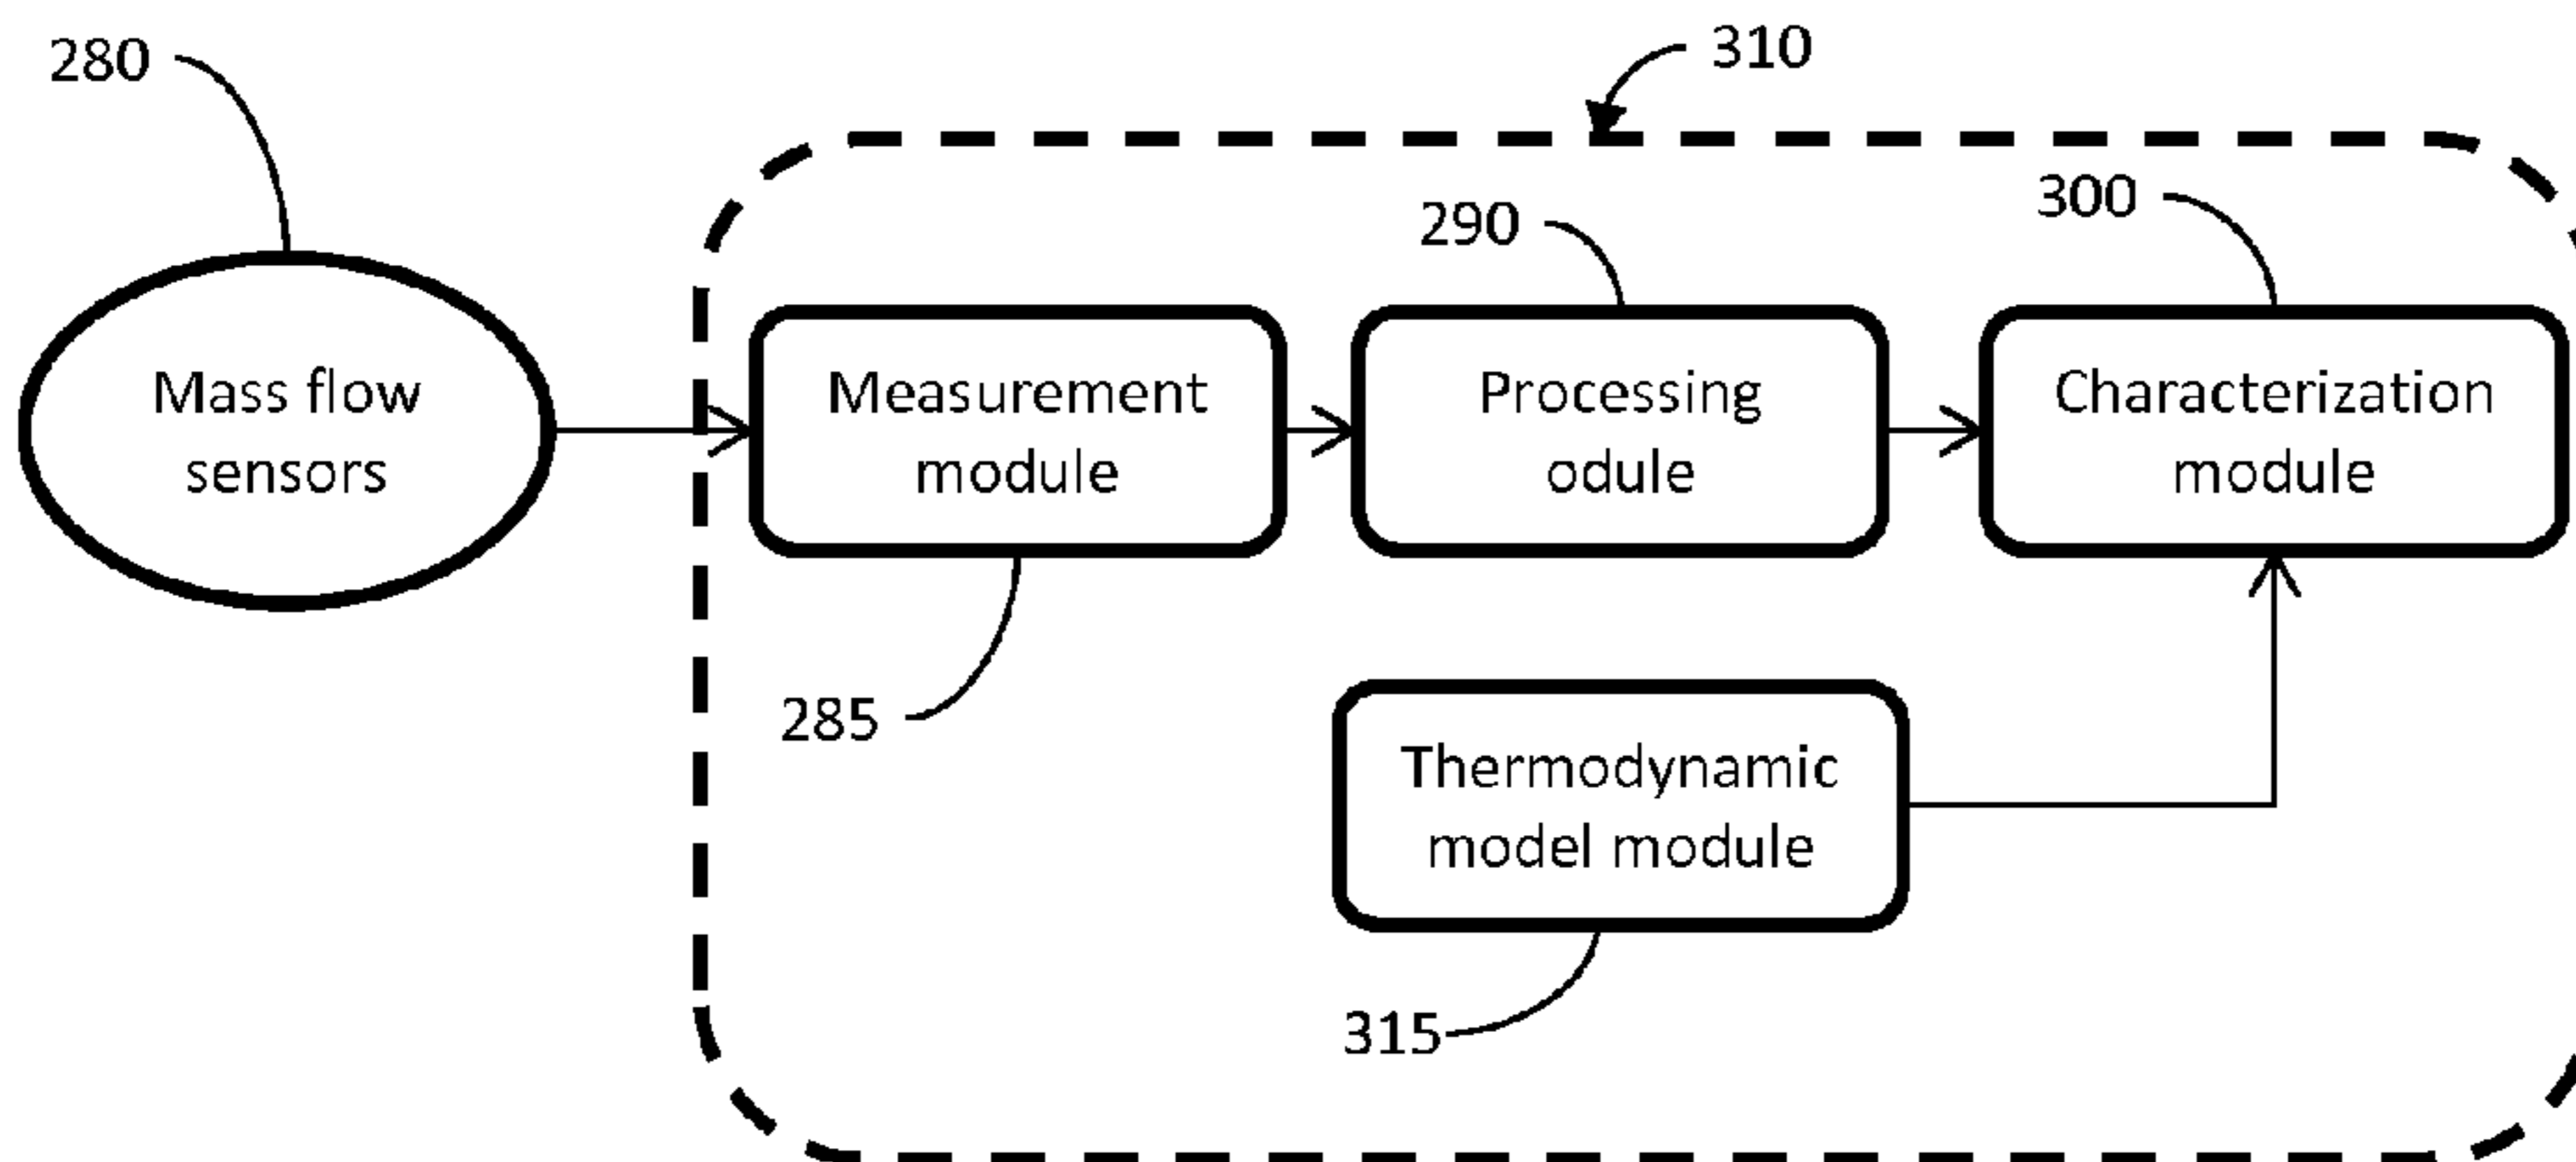 280
310
290
300
Mass flow
sensors
Measurement
module
Processing
odule
Characterization
module
285
Thermodynamic
model module
315